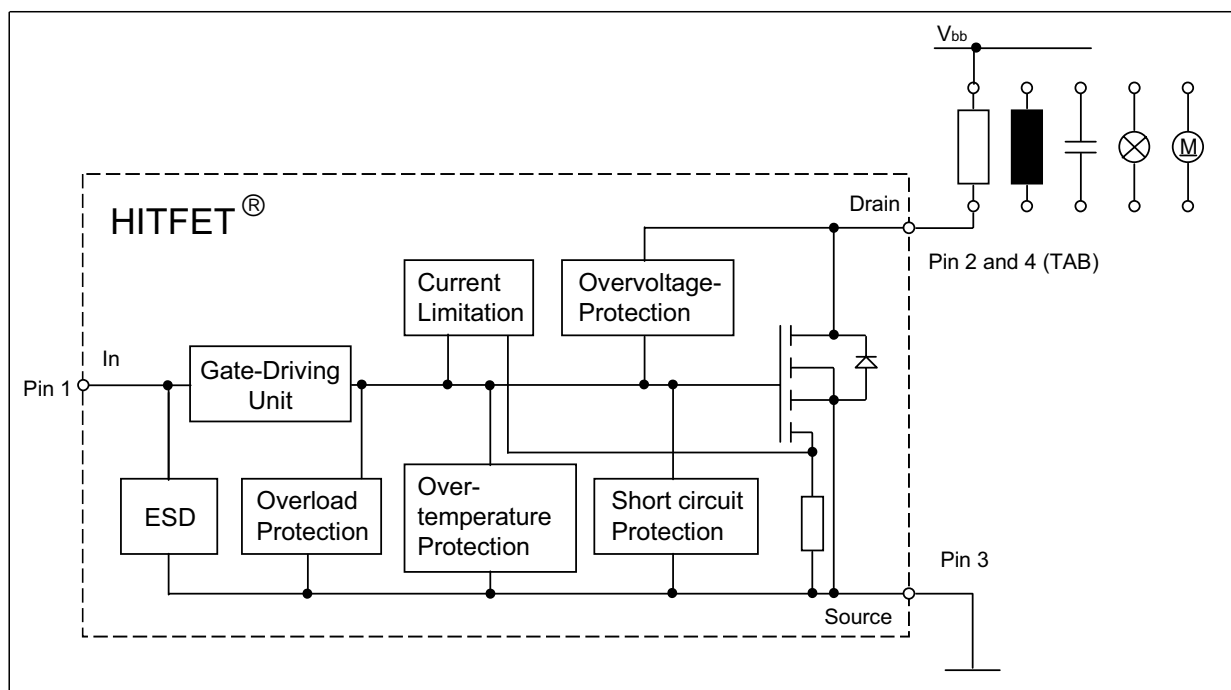 Vbb
HITFET ®
Drain
Pin 2 and 4 (TAB)
Current
Limitation
Overvoltage-
Protection
In
Pin 1
Gate-Driving
Unit
ESD
Overload
Protection
Over-
temperature
Protection
Short circuit
Protection
M
Pin 3
Source